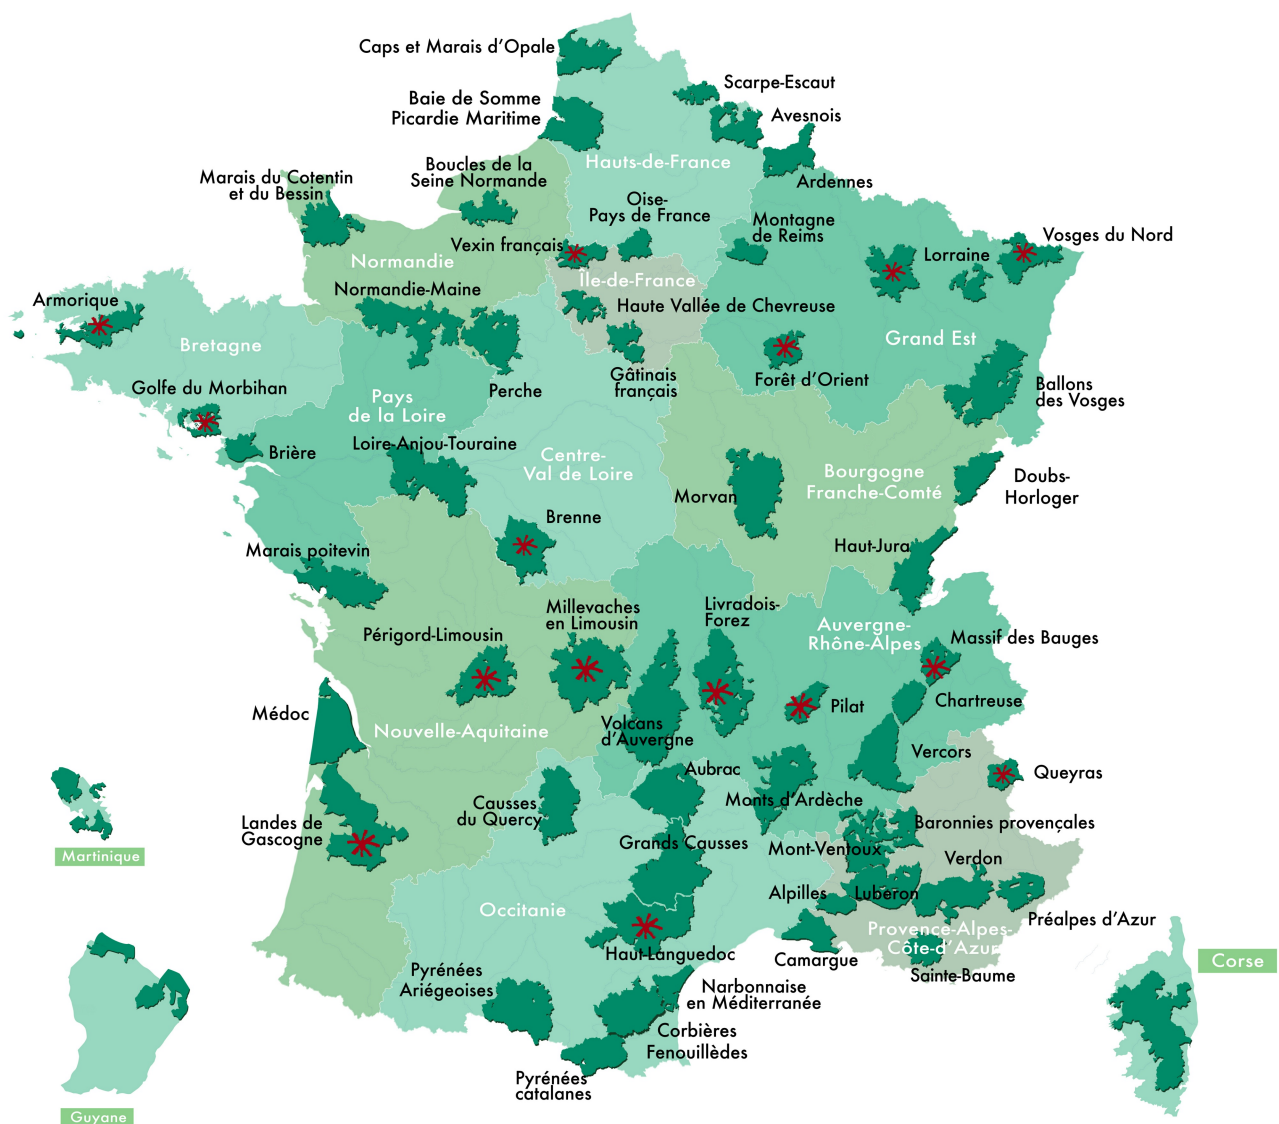 Caps et Marais d'Opale
Scarpe-Escaut
Baie de Somme
Picardie Maritime
Avesnois
Hauts-de-France
Boucles de la
Seine Normande
Marais du Cotentin
et du Bessin
Ardennes
Oise-
Pays de France
Montagne
de Reims
Vexin français
Vosges du Nord
Lorraine
Normandie
Île-de-France
Normandie-Maine
Armorique
Haute Vallée de Chevreuse
Bretagne
Grand Est
Golfe du Morbihan
Perche
Gâtinais
français
Forêt d'Orient
Ballons
des Vosges
Pays
de la Loire
Brière
Loire-Anjou-Touraine
Centre-
Val de Loire
Bourgogne
Franche-Comté
Doubs-
Horloger
Morvan
Brenne
Marais poitevin
Haut-Jura
Millevaches
en Limousin
Livradois-
Forez
Périgord-Limousin
Auvergne-
Rhône-Alpes
Massif des Bauges
Médoc
Nouvelle-Aquitaine
Pilat
Chartreuse
Volcans
d'Auvergne
Vercors
Queyras
Aubrac
Causses
du Quercy
Monts d'Ardèche
Landes de
Gascogne
Baronnies provençales
Grands Causses
Mont-Ventoux
Verdon
Martinique
Alpilles
Luberon
Occitanie
Préalpes d'Azur
Provence-Alpes-
Côte-d'Azur
Haut-Languedoc
Camargue
Sainte-Baume
Corse
Pyrénées
Ariégeoises
Narbonnaise
en Méditerranée
Corbières
Fenouillèdes
Pyrénées
catalanes
Guyane